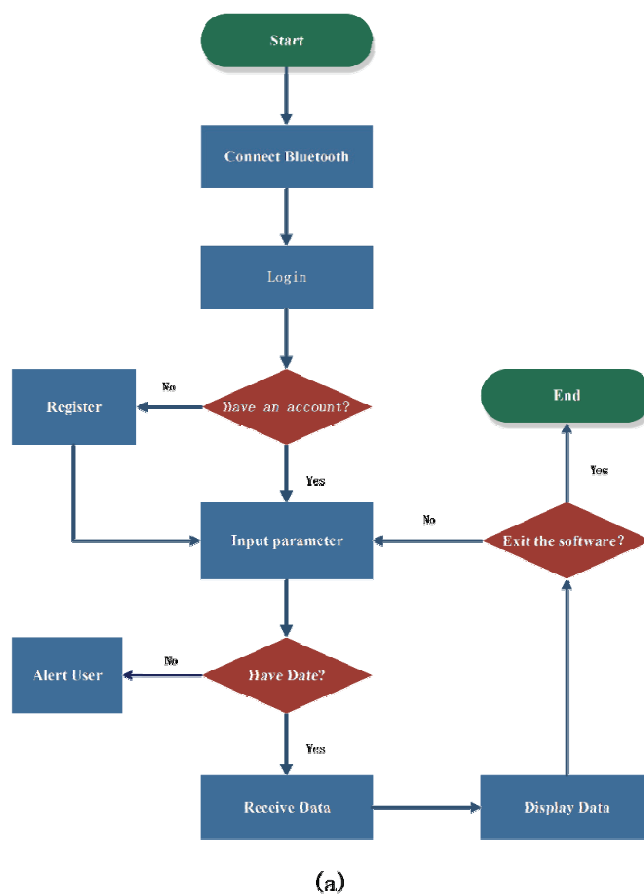 Start
Connect Bluetooth
Login
No
Register
Have an account?
End
Yes
Yes
No
Input parameter
Exit the software?
No
Alert User
Have Date?
Yes
Receive Data
Display Data
(a)